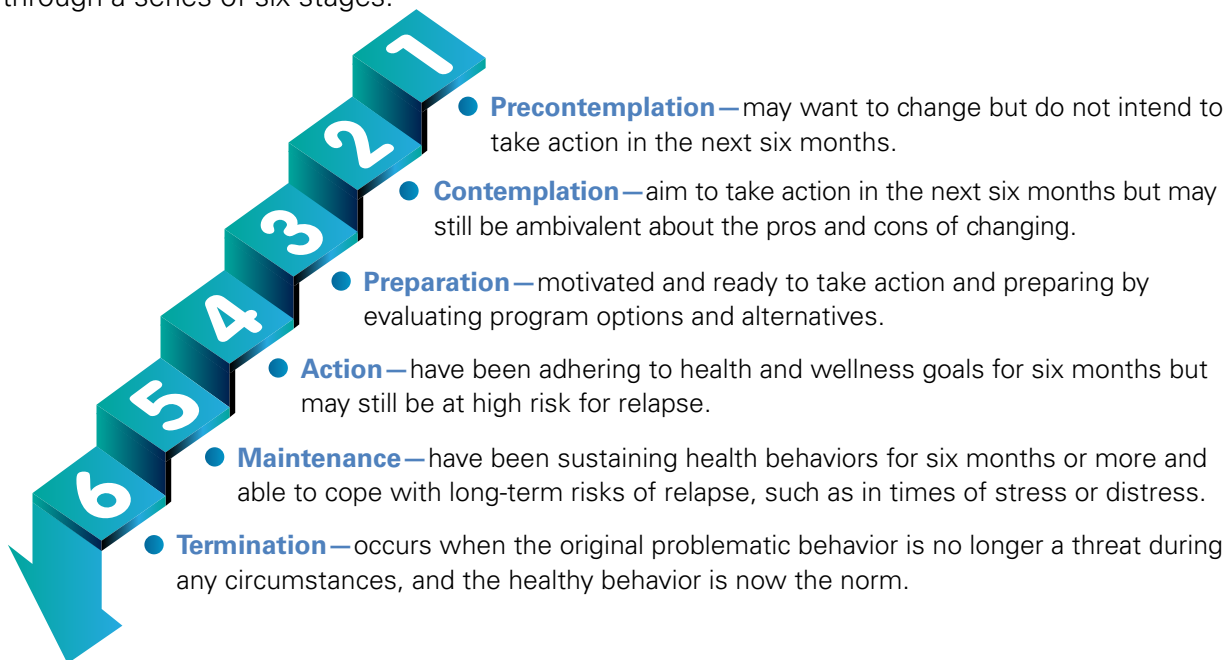 through a series of six stages:
1
Precontemplation—may want to change but do not intend to
take action in the next six months.
2
Contemplation—aim to take action in the next six months but may
still be ambivalent about the pros and cons of changing.
3
Preparation—motivated and ready to take action and preparing by
evaluating program options and alternatives.
4
Action—have been adhering to health and wellness goals for six months but
may still be at high risk for relapse.
5
Maintenance—have been sustaining health behaviors for six months or more and
able to cope with long-term risks of relapse, such as in times of stress or distress.
6
Termination—occurs when the original problematic behavior is no longer a threat during
any circumstances, and the healthy behavior is now the norm.